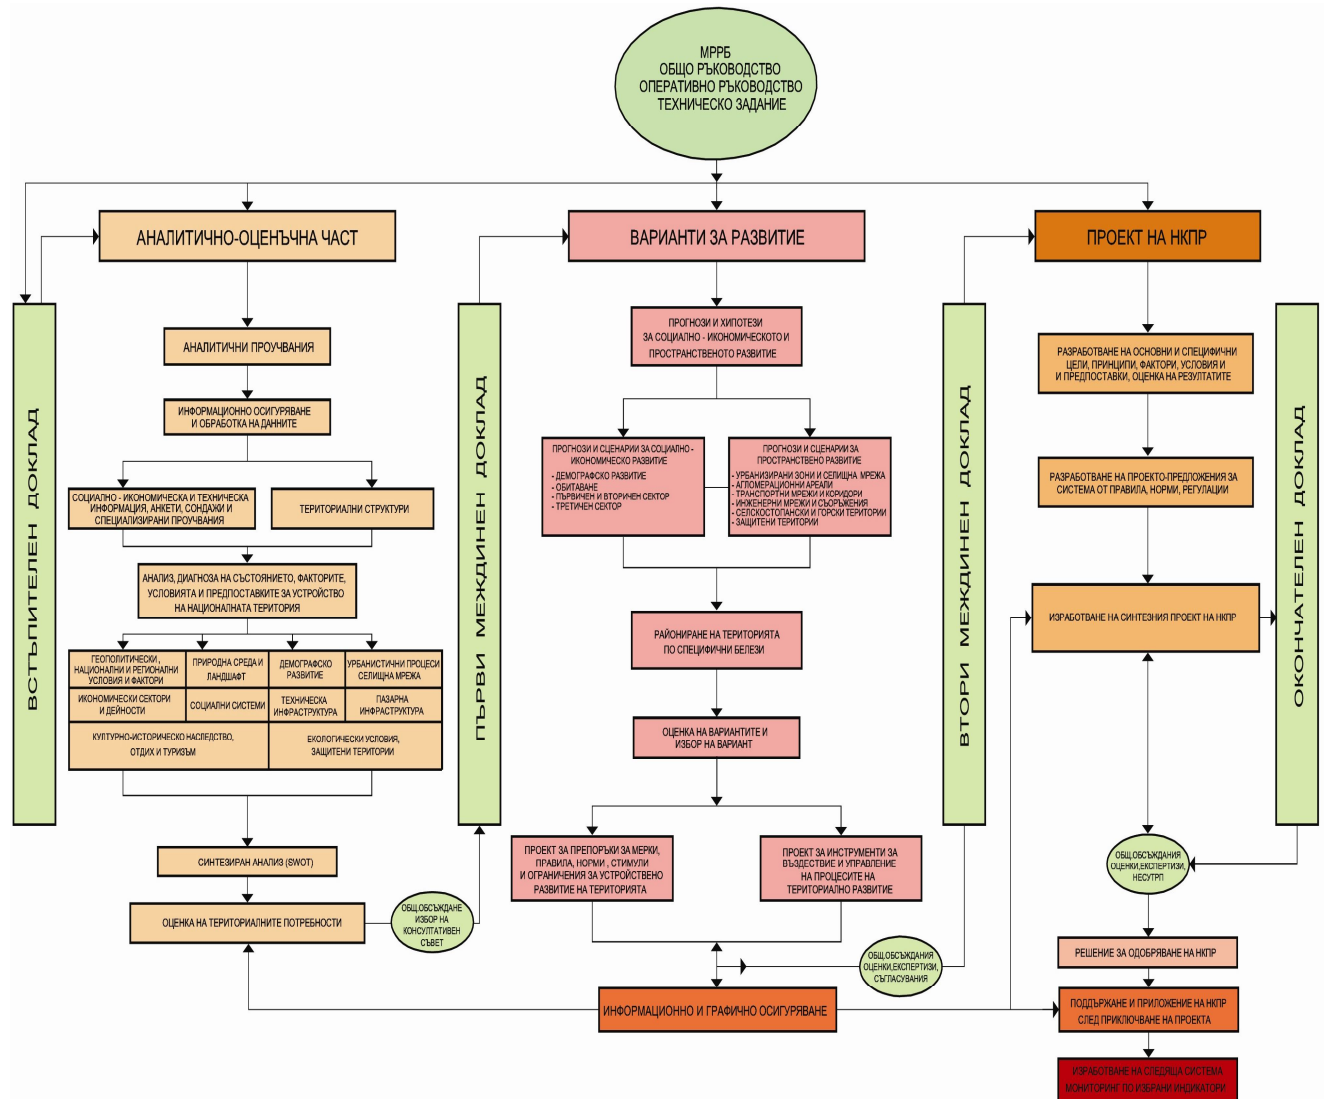 МРРБ
ОБЩО РЪКОВОДСТВО
ОПЕРАТИВНО РЪКОВОДСТВО
ТЕХНИЧЕСКО ЗАДАНИЕ
ВСТЪПИТЕЛЕН ДОКЛАД
АНАЛИТИЧНО-ОЦЕНЪЧНА ЧАСТ
АНАЛИТИЧНИ ПРОУЧВАНИЯ
ИНФОРМАЦИОННО ОСИГУРЯВАНЕ
И ОБРАБОТКА НА ДАННИТЕ
СОЦИАЛНО - ИКОНОМИЧЕСКА И ТЕХНИЧЕСКА
ИНФОРМАЦИЯ, АНКЕТИ, СОНДАЖИ И
СПЕЦИАЛИЗИРАНИ ПРОУЧВАНИЯ
ТЕРИТОРИАЛНИ СТРУКТУРИ
АНАЛИЗ, ДИАГНОЗА НА СЪСТОЯНИЕТО, ФАКТОРИТЕ,
УСЛОВИЯТА И ПРЕДПОСТАВКИТЕ ЗА УСТРОЙСТВО
НА НАЦИОНАЛНАТА ТЕРИТОРИЯ
ГЕОПОЛИТИЧЕСКИ ,
НАЦИОНАЛНИ И РЕГИОНАЛНИ
УСЛОВИЯ И ФАКТОРИ
ПРИРОДНА СРЕДА И
ЛАНДШАФТ
ДЕМОГРАФСКО
РАЗВИТИЕ
УРБАНИСТИЧНИ ПРОЦЕСИ
СЕЛИЩНА МРЕЖА
ИКОНОМИЧЕСКИ СЕКТОРИ
И ДЕЙНОСТИ
СОЦИАЛНИ СИСТЕМИ
ТЕХНИЧЕСКА
ИНФРАСТРУКТУРА
ПАЗАРНА
ИНФРАСТРУКТУРА
КУЛТУРНО-ИСТОРИЧЕСКО НАСЛЕДСТВО,
ОТДИХ И ТУРИЗЪМ
ЕКОЛОГИЧЕСКИ УСЛОВИЯ,
ЗАЩИТЕНИ ТЕРИТОРИИ
СИНТЕЗИРАН АНАЛИЗ (SWOT)
ОЦЕНКА НА ТЕРИТОРИАЛНИТЕ ПОТРЕБНОСТИ
ОБЩ.ОБСЪЖДАНЕ
ИЗБОР НА
КОНСУЛТАТИВЕН
СЪВЕТ
ПЪРВИ МЕЖДИНЕН ДОКЛАД
ВАРИАНТИ ЗА РАЗВИТИЕ
ПРОГНОЗИ И ХИПОТЕЗИ
ЗА СОЦИАЛНО - ИКОНОМИЧЕСКОТО И
ПРОСТРАНСТВЕНОТО РАЗВИТИЕ
ПРОГНОЗИ И СЦЕНАРИИ ЗА СОЦИАЛНО -
ИКОНОМИЧЕСКО РАЗВИТИЕ
- ДЕМОГРАФСКО РАЗВИТИЕ
- ОБИТАВАНЕ
- ПЪРВИЧЕН И ВТОРИЧЕН СЕКТОР
- ТРЕТИЧЕН СЕКТОР
ПРОГНОЗИ И СЦЕНАРИИ ЗА
ПРОСТРАНСТВЕНО РАЗВИТИЕ
- УРБАНИЗИРАНИ ЗОНИ И СЕЛИЩНА МРЕЖА
- АГЛОМЕРАЦИОННИ АРЕАЛИ
- ТРАНСПОРТНИ МРЕЖИ И КОРИДОРИ
- ИНЖЕНЕРНИ МРЕЖИ И СЪОРЪЖЕНИЯ
- СЕЛСКОСТОПАНСКИ И ГОРСКИ ТЕРИТОРИИ
- ЗАЩИТЕНИ ТЕРИТОРИИ
РАЙОНИРАНЕ НА ТЕРИТОРИЯТА
ПО СПЕЦИФИЧНИ БЕЛЕЗИ
ОЦЕНКА НА ВАРИАНТИТЕ И
ИЗБОР НА ВАРИАНТ
ПРОЕКТ ЗА ПРЕПОРЪКИ ЗА МЕРКИ,
ПРАВИЛА, НОРМИ , СТИМУЛИ
И ОГРАНИЧЕНИЯ ЗА УСТРОЙСТВЕНО
РАЗВИТИЕ НА ТЕРИТОРИЯТА
ПРОЕКТ ЗА ИНСТРУМЕНТИ ЗА
ВЪЗДЕСТВИЕ И УПРАВЛЕНИЕ
НА ПРОЦЕСИТЕ НА
ТЕРИТОРИАЛНО РАЗВИТИЕ
ОБЩ.ОБСЪЖДАНИЯ
ОЦЕНКИ,ЕКСПЕРТИЗИ,
СЪГЛАСУВАНИЯ
ИНФОРМАЦИОННО И ГРАФИЧНО ОСИГУРЯВАНЕ
ВТОРИ МЕЖДИНЕН ДОКЛАД
ПРОЕКТ НА НКПР
РАЗРАБОТВАНЕ НА ОСНОВНИ И СПЕЦИФИЧНИ
ЦЕЛИ, ПРИНЦИПИ, ФАКТОРИ, УСЛОВИЯ И
И ПРЕДПОСТАВКИ, ОЦЕНКА НА РЕЗУЛТАТИТЕ
РАЗРАБОТВАНЕ НА ПРОЕКТО-ПРЕДЛОЖЕНИЯ ЗА
СИСТЕМА ОТ ПРАВИЛА, НОРМИ, РЕГУЛАЦИИ
ИЗРАБОТВАНЕ НА СИНТЕЗНИЯ ПРОЕКТ НА НКПР
ОБЩ.ОБСЪЖДАНИЯ
ОЦЕНКИ,ЕКСПЕРТИЗИ,
НЕСУТРП
РЕШЕНИЕ ЗА ОДОБРЯВАНЕ НА НКПР
ПОДДЪРЖАНЕ И ПРИЛОЖЕНИЕ НА НКПР
СЛЕД ПРИКЛЮЧВАНЕ НА ПРОЕКТА
ИЗРАБОТВАНЕ НА СЛЕДЯЩА СИСТЕМА
МОНИТОРИНГ ПО ИЗБРАНИ ИНДИКАТОРИ
ОКОНЧАТЕЛЕН ДОКЛАД